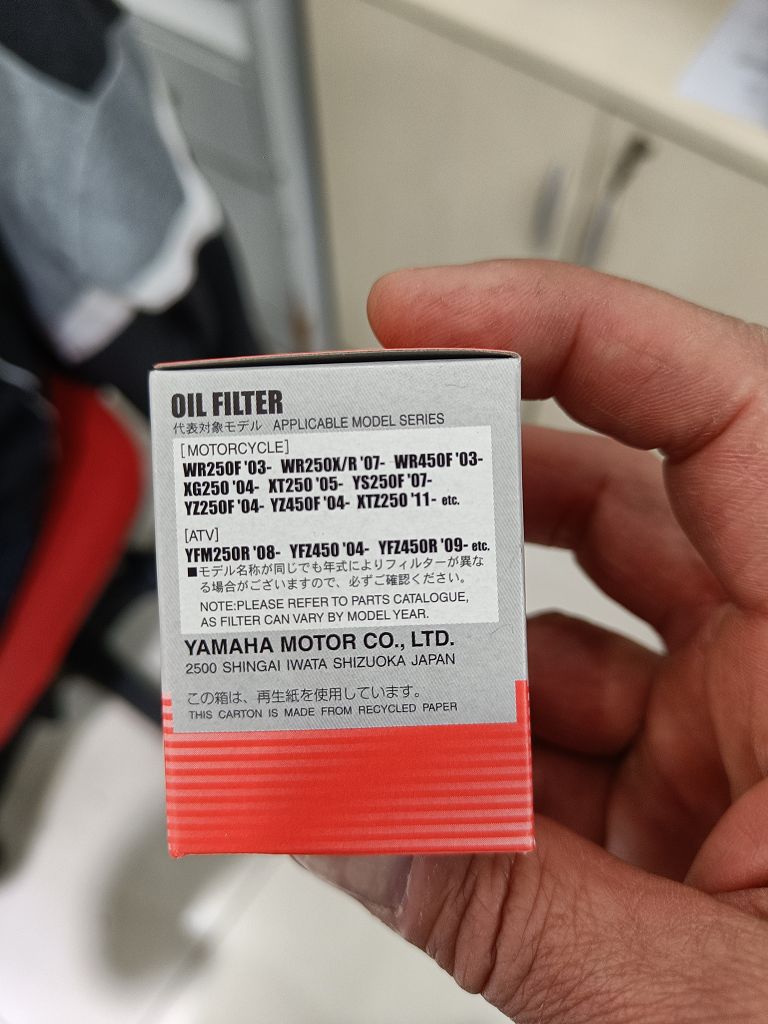 OIL FILTER
代表対象モデル APPLICABLE MODEL SERIES
[MOTORCYCLE]
WR250F '03- WR250X/R '07- WR450F '03-
XG250 '04- XT250 '05- YS250F '07-
YZ250F '04- YZ450F '04- XTZ250 '11- etc.
[ATV]
YFM250R '08- YFZ450 '04- YFZ450R '09- etc.
■モデル名称が同じでも年式によりフィルターが異な
る場合がございますので、必ずご確認ください。
NOTE:PLEASE REFER TO PARTS CATALOGUE,
AS FILTER CAN VARY BY MODEL YEAR.
YAMAHA MOTOR CO., LTD.
2500 SHINGAI IWATA SHIZUOKA JAPAN
この箱は、再生紙を使用しています。
THIS CARTON IS MADE FROM RECYCLED PAPER